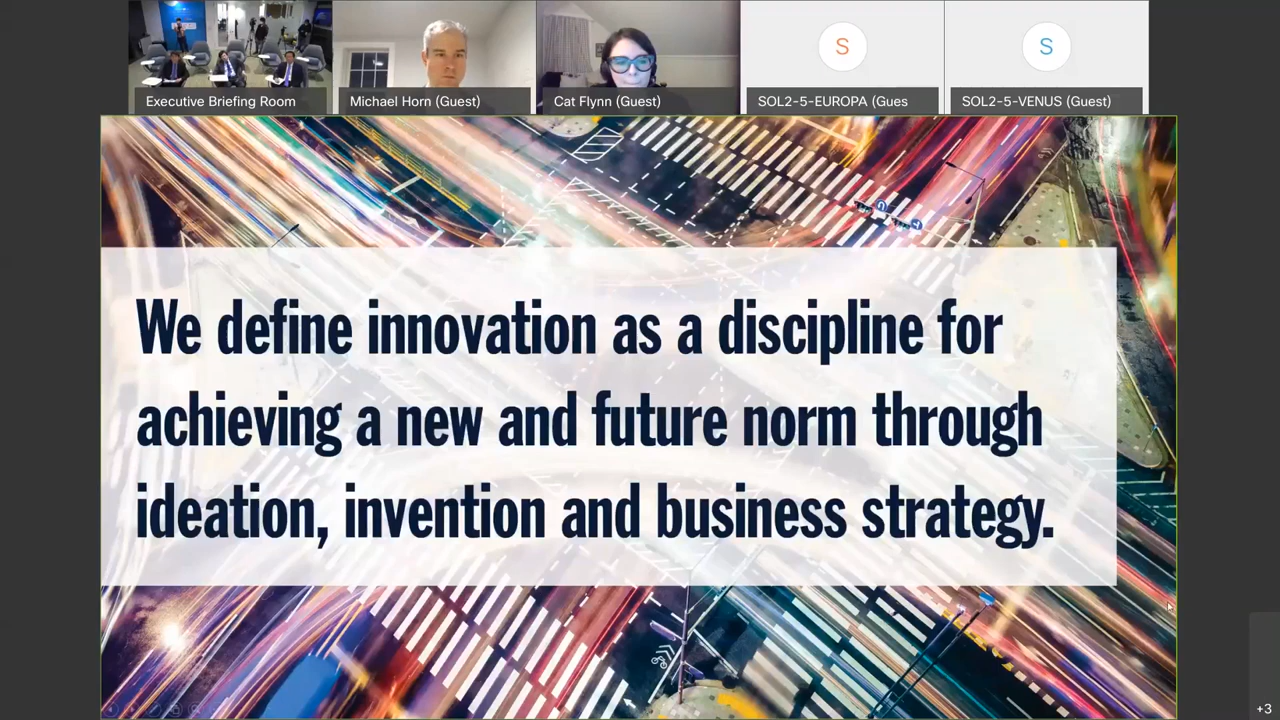 Executive Briefing Room
Michael Horn (Guest)
Cat Flynn (Guest)
S
SOL2-5-EUROPA (Gues
S
SOL2-5-VENUS (Guest)
We define innovation as a discipline for
achieving a new and future norm through
ideation, invention and business strategy.
+3